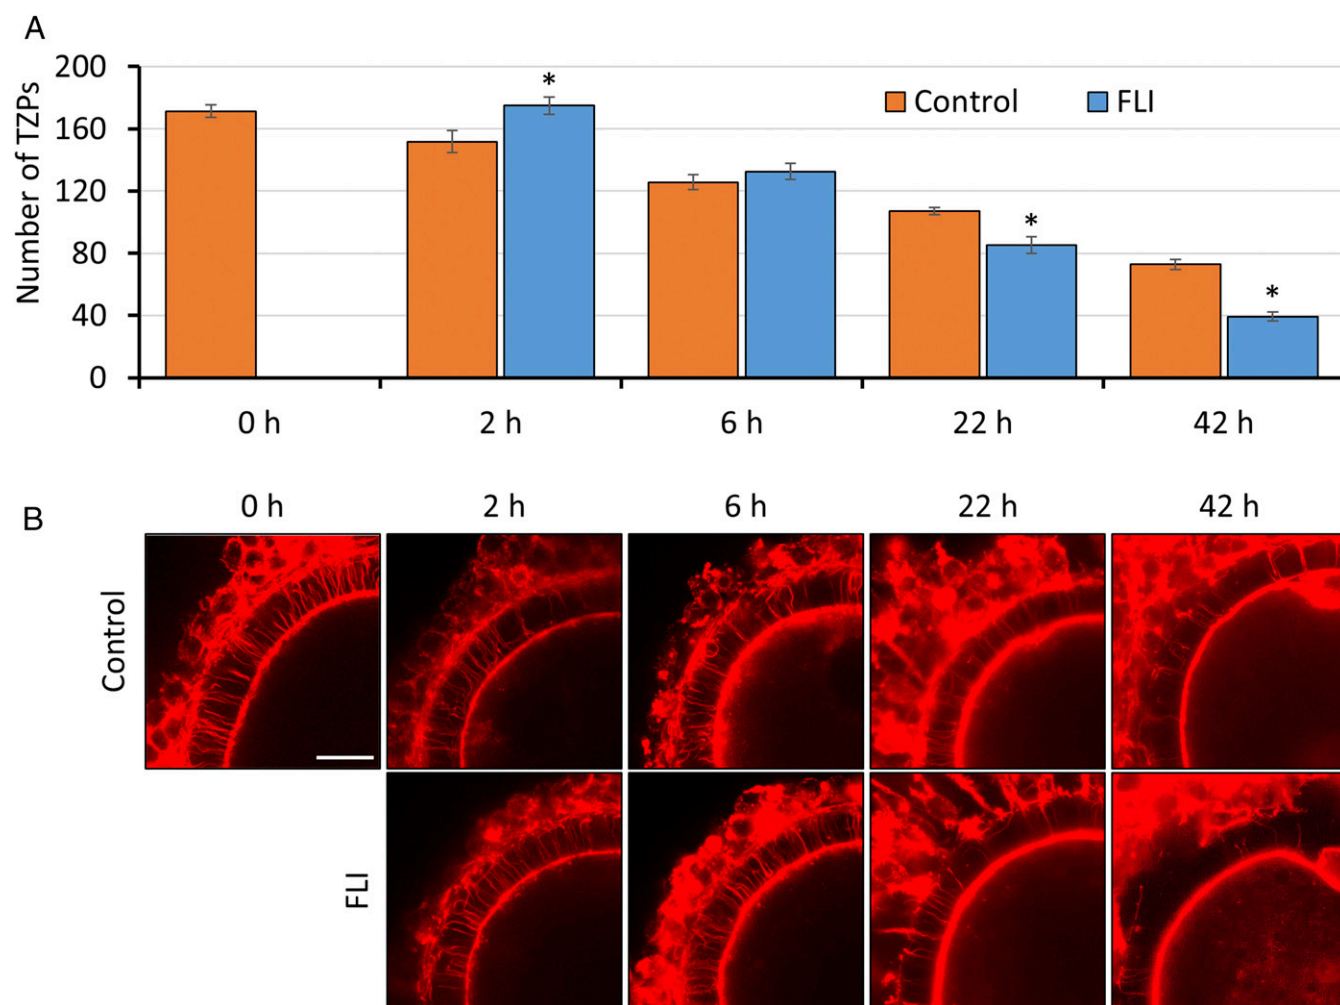 A
Number of TZPs
200
160
120
80
40
0
* * *
Control FLI
0 h 2 h 6 h 22 h 42 h
B
0 h 2 h 6 h 22 h 42 h
Control
FLI